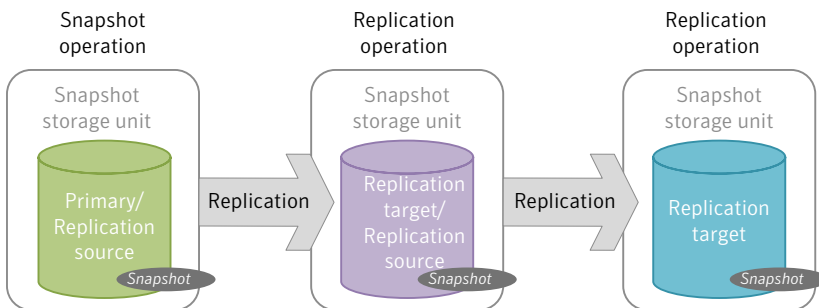 Snapshot
operation
Replication
operation
Replication
operation
Snapshot
storage unit
Snapshot
storage unit
Snapshot
storage unit
Primary/
Replication
source
Replication
Replication
target/
Replication
source
Replication
Replication
target
Snapshot
Snapshot
Snapshot